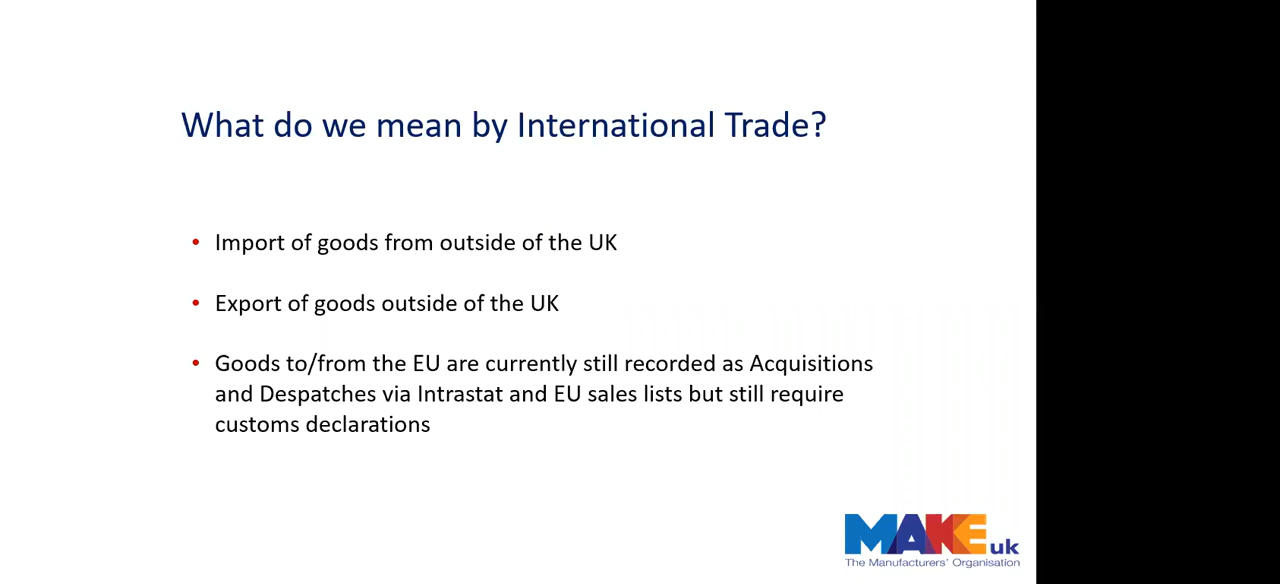 What do we mean by International Trade?
• Import of goods from outside of the UK
• Export of goods outside of the UK
• Goods to/from the EU are currently still recorded as Acquisitions
and Despatches via Intrastat and EU sales lists but still require
customs declarations
MAKE uk
The Manufacturers' Organisation